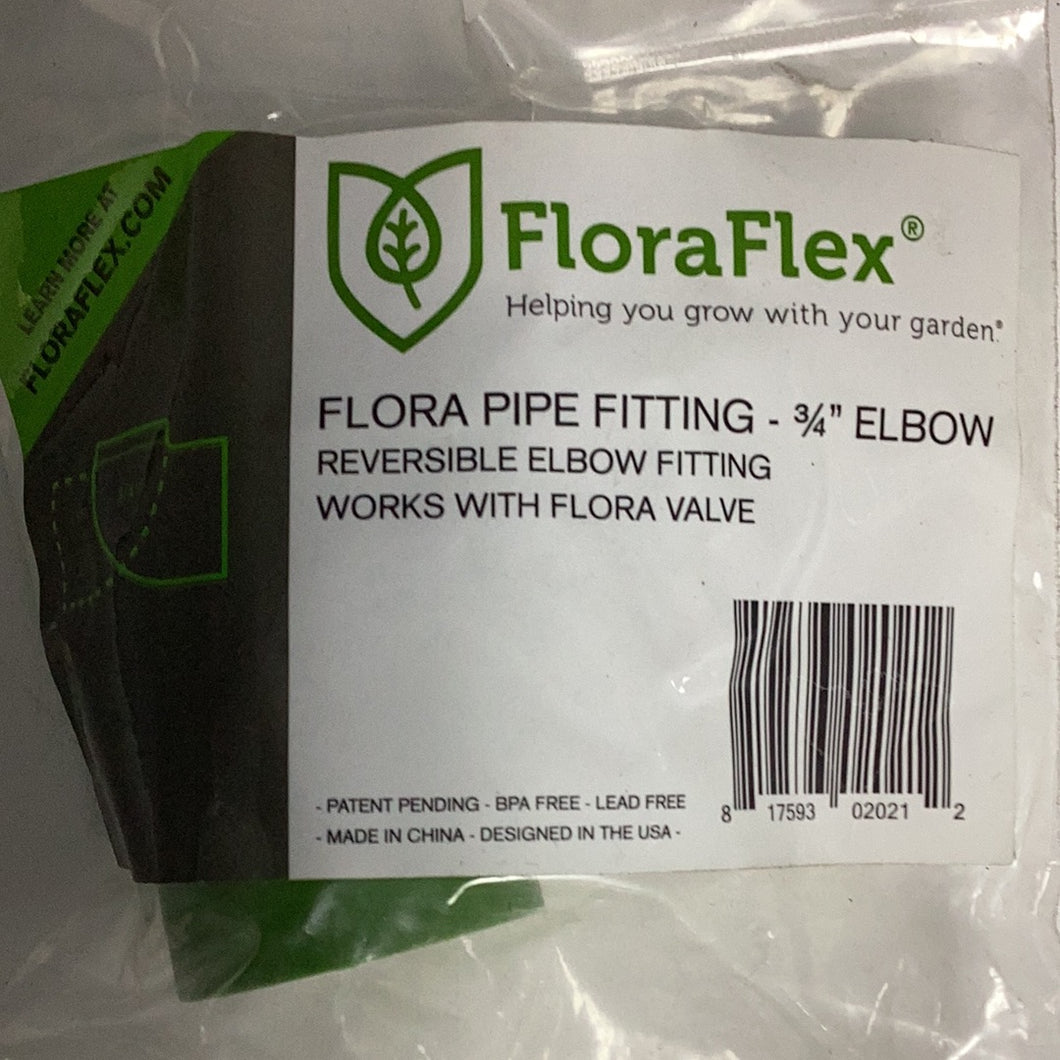 LEARN MORE AT
FLORAFLEX.COM
FloraFlex®
Helping you grow with your garden.®
FLORA PIPE FITTING - ¾” ELBOW
REVERSIBLE ELBOW FITTING
WORKS WITH FLORA VALVE
- PATENT PENDING - BPA FREE - LEAD FREE
- MADE IN CHINA - DESIGNED IN THE USA -
8 17593 02021 2